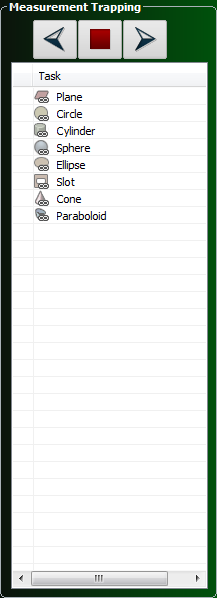 Measurement Trapping
Task
Plane
Circle
Cylinder
Sphere
Ellipse
Slot
Cone
Paraboloid